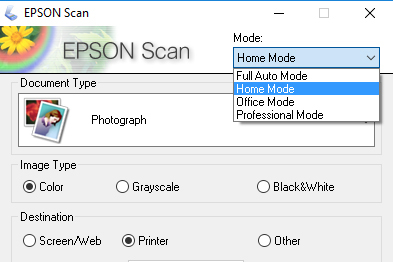 EPSON Scan
EPSON Scan
Mode:
Home Mode
Full Auto Mode
Home Mode
Office Mode
Professional Mode
Document Type
Photograph
Image Type
Color Grayscale Black&White
Destination
Screen/Web Printer Other